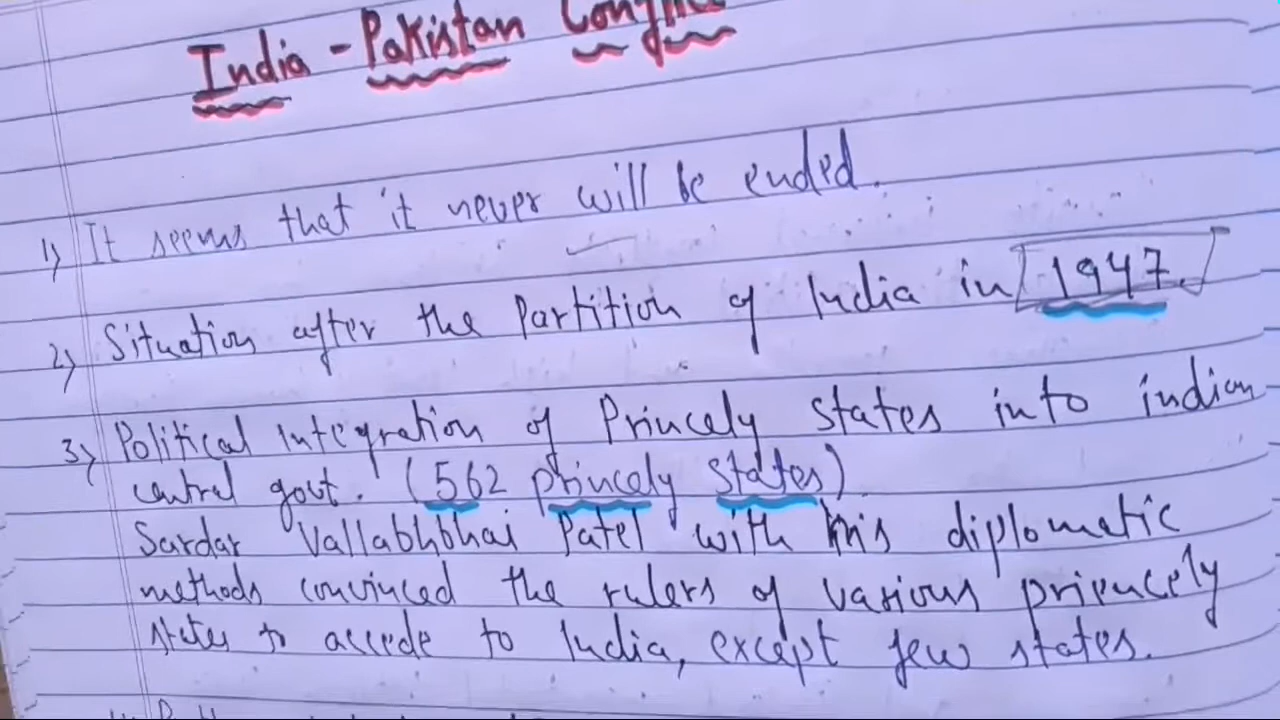 India - Pakistan Conflict
1) It seems that it never will be ended.
2) Situation after the Partition of India in 1947.
3) Political Integration of Princely states into indian
central govt. (562 princely states)
Sardar Vallabhbhai Patel with his diplomatic
methods convinced the rulers of various priencely
states to accede to India, except few states.